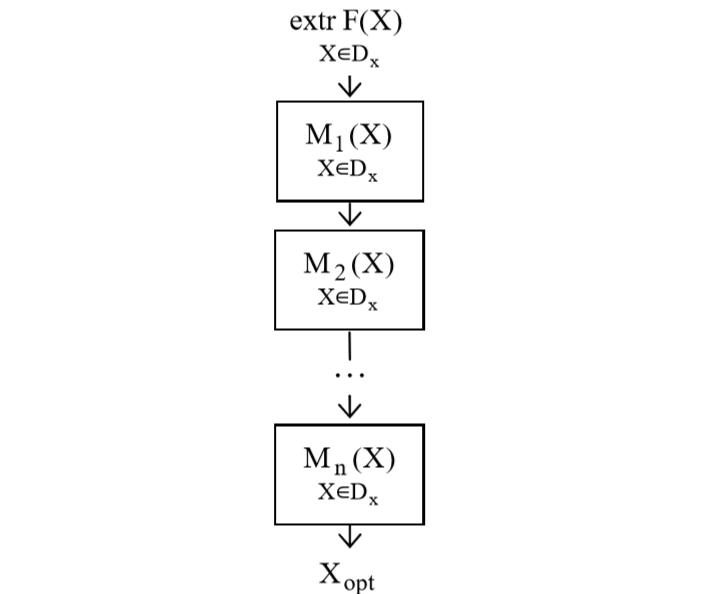 extr F(X)
X∈Dₓ
M₁(X)
X∈Dₓ
M₂(X)
X∈Dₓ
...
Mₙ(X)
X∈Dₓ
Xₒₚₜ